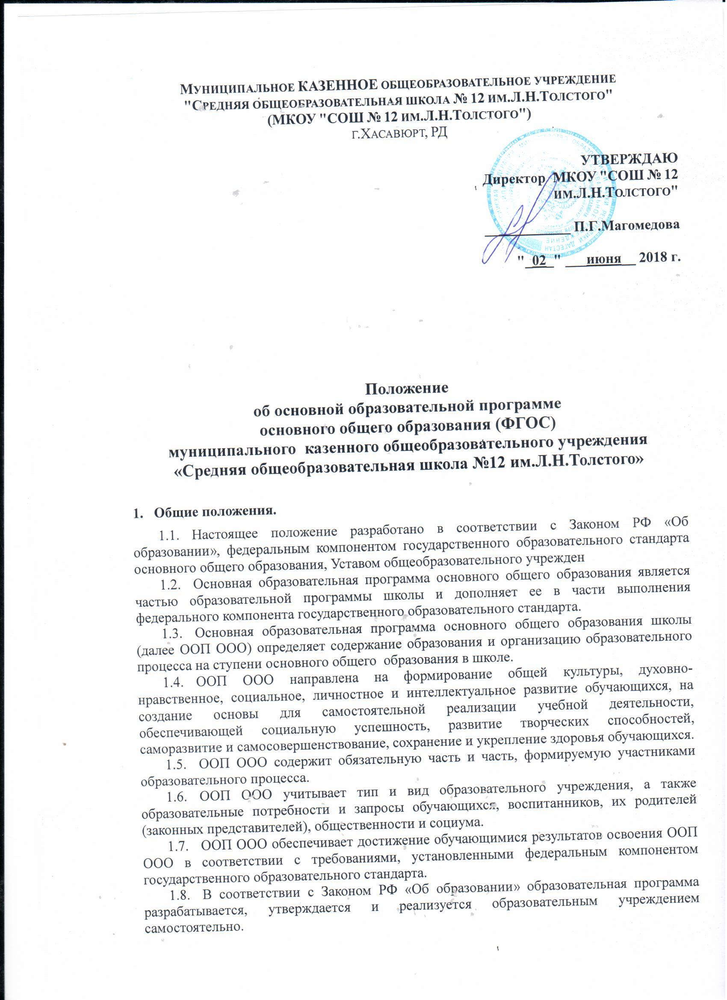 МУНИЦИПАЛЬНОЕ КАЗЕННОЕ ОБЩЕОБРАЗОВАТЕЛЬНОЕ УЧРЕЖДЕНИЕ
"СРЕДНЯЯ ОБЩЕОБРАЗОВАТЕЛЬНАЯ ШКОЛА № 12 ИМ.Л.Н.ТОЛСТОГО"
(МКОУ "СОШ № 12 ИМ.Л.Н.ТОЛСТОГО")
Г.ХАСАВЮРТ, РД
УТВЕРЖДАЮ
Директор МКОУ "СОШ № 12
ИМ.Л.Н.ТОЛСТОГО"
____________ П.Г.Магомедова
"_02_" ___июня__ 2018 г.
Положение
об основной образовательной программе
основного общего образования (ФГОС)
муниципального казенного общеобразовательного учреждения
«Средняя общеобразовательная школа №12 им.Л.Н.Толстого»
1. Общие положения.
1.1. Настоящее положение разработано в соответствии с Законом РФ «Об
образовании», федеральным компонентом государственного образовательного стандарта
основного общего образования, Уставом общеобразовательного учрежден
1.2. Основная образовательная программа основного общего образования является
частью образовательной программы школы и дополняет ее в части выполнения
федерального компонента государственного образовательного стандарта.
1.3. Основная образовательная программа основного общего образования школы
(далее ООП ООО) определяет содержание образования и организацию образовательного
процесса на ступени основного общего образования в школе.
1.4. ООП ООО направлена на формирование общей культуры, духовно-
нравственное, социальное, личностное и интеллектуальное развитие обучающихся, на
создание основы для самостоятельной реализации учебной деятельности,
обеспечивающей социальную успешность, развитие творческих способностей,
саморазвитие и самосовершенствование, сохранение и укрепление здоровья обучающихся.
1.5. ООП ООО содержит обязательную часть и часть, формируемую участниками
образовательного процесса.
1.6. ООП ООО учитывает тип и вид образовательного учреждения, а также
образовательные потребности и запросы обучающихся, воспитанников, их родителей
(законных представителей), общественности и социума.
1.7. ООП ООО обеспечивает достижение обучающимися результатов освоения ООП
ООО в соответствии с требованиями, установленными федеральным компонентом
государственного образовательного стандарта.
1.8. В соответствии с Законом РФ «Об образовании» образовательная программа
разрабатывается, утверждается и реализуется образовательным учреждением
самостоятельно.